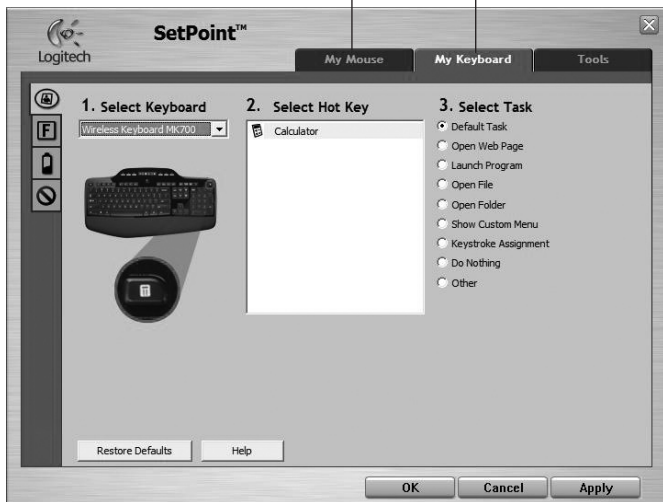 SetPoint™
Logitech
My Mouse
My Keyboard
Tools
1. Select Keyboard
Wireless Keyboard MK700
2. Select Hot Key
Calculator
3. Select Task
Default Task
Open Web Page
Launch Program
Open File
Open Folder
Show Custom Menu
Keystroke Assignment
Do Nothing
Other
F
Restore Defaults
Help
OK
Cancel
Apply